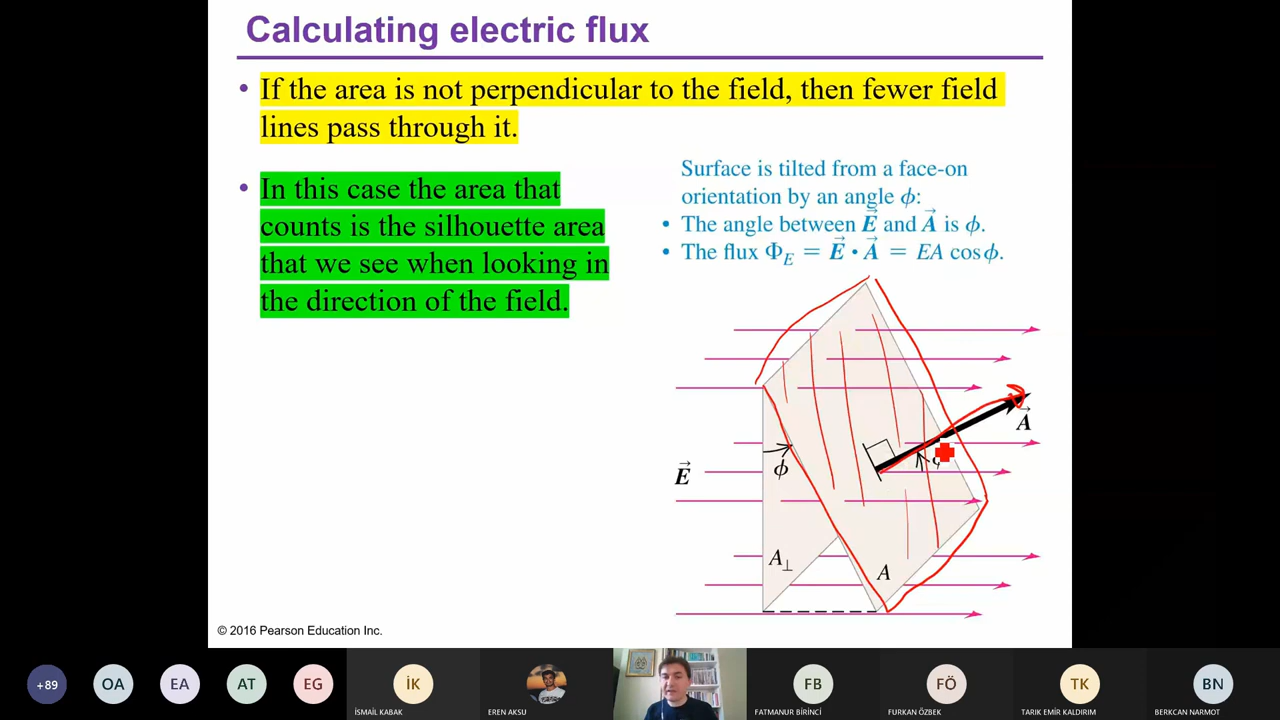 Calculating electric flux
• If the area is not perpendicular to the field, then fewer field
lines pass through it.
• In this case the area that
counts is the silhouette area
that we see when looking in
the direction of the field.
Surface is tilted from a face-on
orientation by an angle ϕ:
• The angle between E⃗ and A⃗ is ϕ.
• The flux Φ_E = E⃗ • A⃗ = EA cosϕ.
A⃗
ϕ
E⃗
A⊥
A
© 2016 Pearson Education Inc.
+89
OA
EA
AT
EG
İK
FB
FÖ
TK
BN
İSMAİL KABAK
EREN AKSU
FATMANUR BİRİNCİ
FURKAN ÖZBEK
TARIK EMİR KALDIRIM
BERKCAN NARMOT